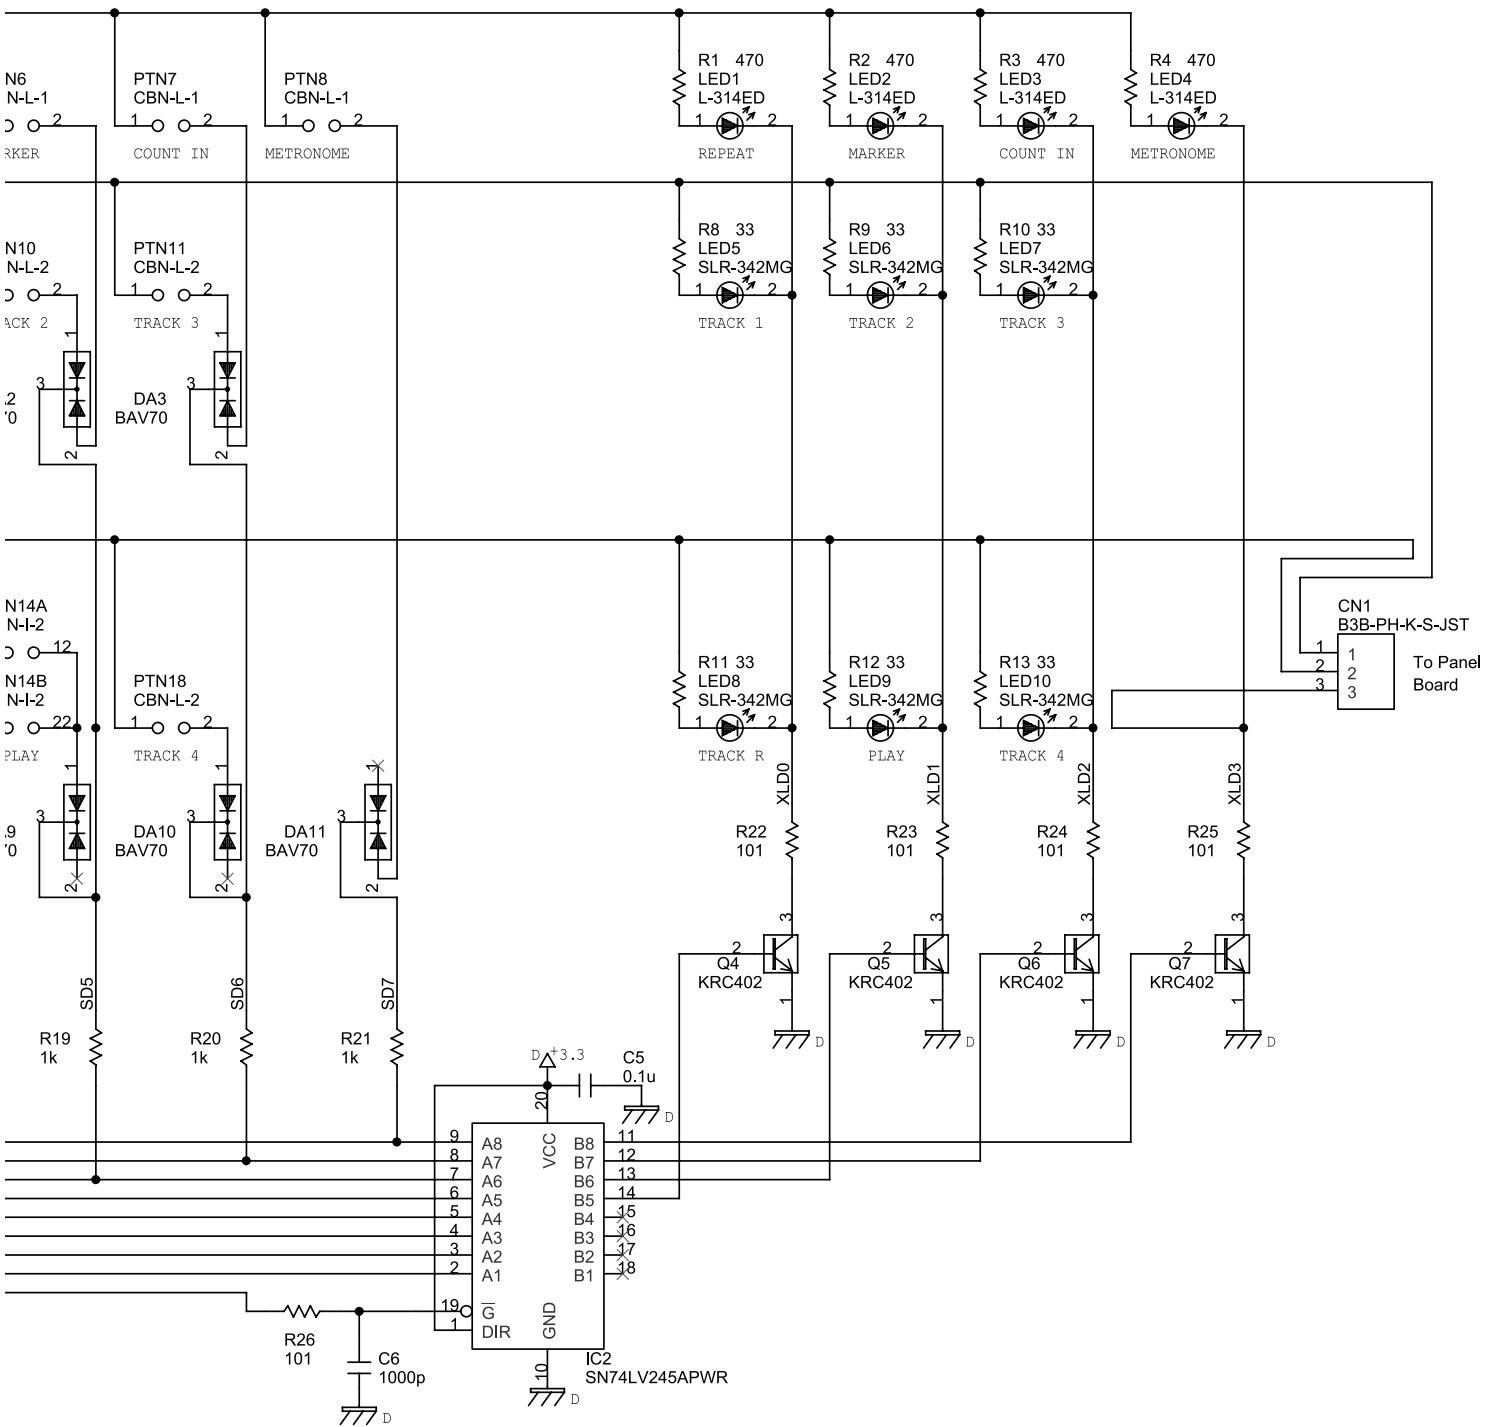 N6
N-L-1
2
RKER
PTN7
CBN-L-1
1 2
COUNT IN
PTN8
CBN-L-1
1 2
METRONOME
R1 470
LED1
L-314ED
1 2
REPEAT
R2 470
LED2
L-314ED
1 2
MARKER
R3 470
LED3
L-314ED
1 2
COUNT IN
R4 470
LED4
L-314ED
1 2
METRONOME
N10
N-L-2
2
ACK 2
PTN11
CBN-L-2
1 2
TRACK 3
R8 33
LED5
SLR-342MG
1 2
TRACK 1
R9 33
LED6
SLR-342MG
1 2
TRACK 2
R10 33
LED7
SLR-342MG
1 2
TRACK 3
1
3
2
70
2
1
3
DA3
BAV70
2
N14A
N-I-2
12
N14B
N-I-2
22
PLAY
PTN18
CBN-L-2
1 2
TRACK 4
R11 33
LED8
SLR-342MG
1 2
TRACK R
R12 33
LED9
SLR-342MG
1 2
PLAY
R13 33
LED10
SLR-342MG
1 2
TRACK 4
CN1
B3B-PH-K-S-JST
1 1
2 2
3 3
To Panel
Board
1
3
9
70
2
1
3
DA10
BAV70
2
1
3
DA11
BAV70
2
XLD0
XLD1
XLD2
XLD3
R22
101
R23
101
R24
101
R25
101
3
2
Q4
KRC402
1
D
3
2
Q5
KRC402
1
D
3
2
Q6
KRC402
1
D
3
2
Q7
KRC402
1
D
SD5
SD6
SD7
R19
1k
R20
1k
R21
1k
D +3.3
C5
0.1u
D
20
VCC
9 A8 B8 11
8 A7 B7 12
7 A6 B6 13
6 A5 B5 14
5 A4 B4 15
4 A3 B3 16
3 A2 B2 17
2 A1 B1 18
19 G
1 DIR
GND
10
D
IC2
SN74LV245APWR
R26
101
C6
1000p
D